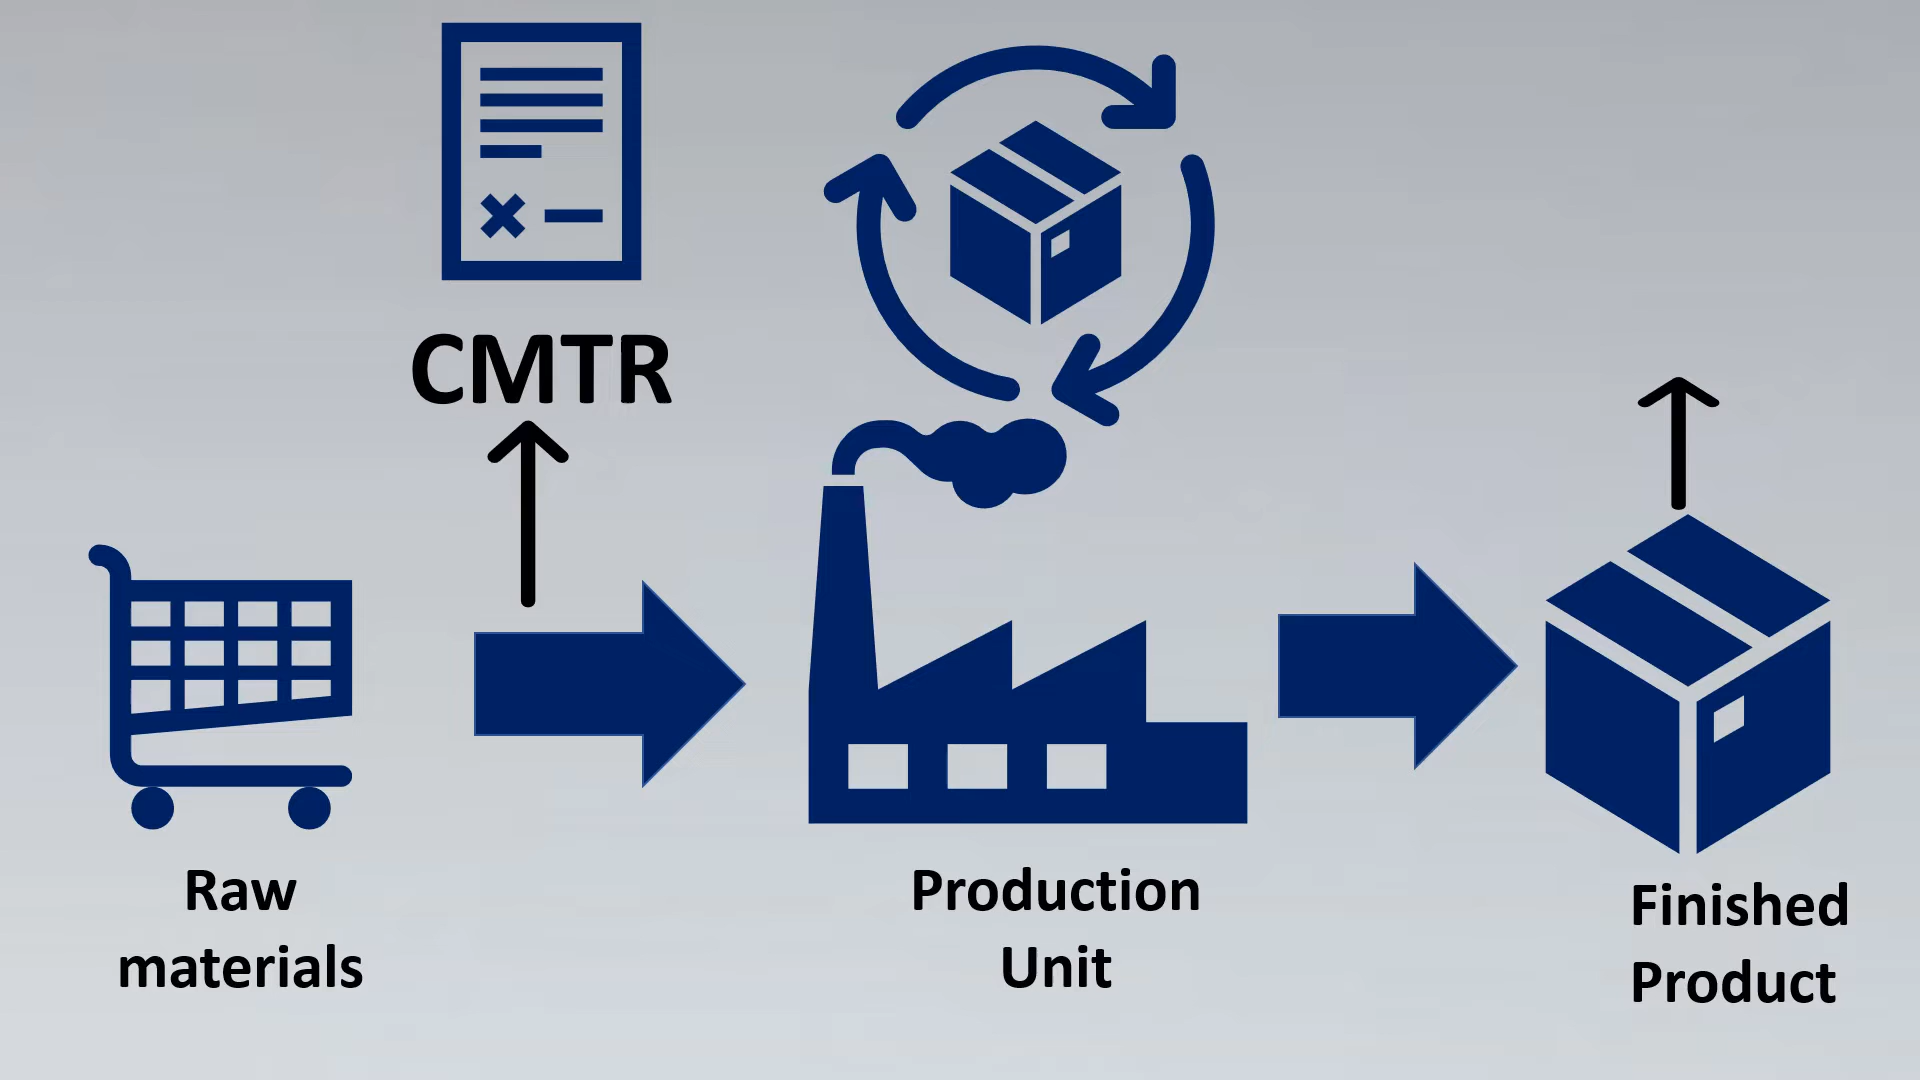 CMTR
Raw
materials
Production
Unit
Finished
Product